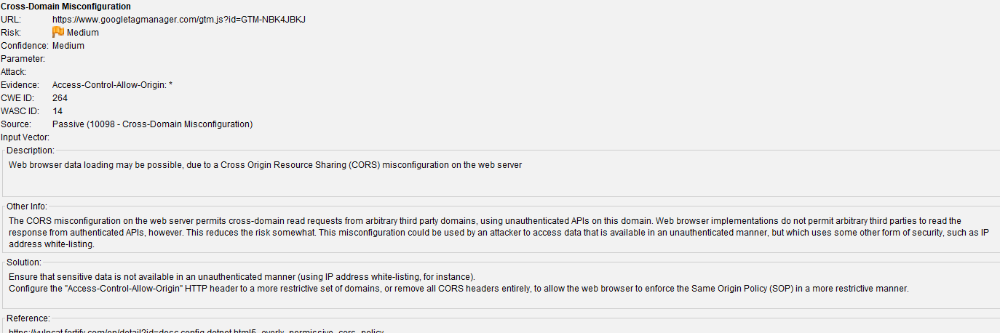 Cross-Domain Misconfiguration
URL: https://www.googletagmanager.com/gtm.js?id=GTM-NBK4JBKJ
Risk: Medium
Confidence: Medium
Parameter:
Attack:
Evidence: Access-Control-Allow-Origin: *
CWE ID: 264
WASC ID: 14
Source: Passive (10098 - Cross-Domain Misconfiguration)
Input Vector:
Description:
Web browser data loading may be possible, due to a Cross Origin Resource Sharing (CORS) misconfiguration on the web server
Other Info:
The CORS misconfiguration on the web server permits cross-domain read requests from arbitrary third party domains, using unauthenticated APIs on this domain. Web browser implementations do not permit arbitrary third parties to read the
response from authenticated APIs, however. This reduces the risk somewhat. This misconfiguration could be used by an attacker to access data that is available in an unauthenticated manner, but which uses some other form of security, such as IP
address white-listing.
Solution:
Ensure that sensitive data is not available in an unauthenticated manner (using IP address white-listing, for instance).
Configure the "Access-Control-Allow-Origin" HTTP header to a more restrictive set of domains, or remove all CORS headers entirely, to allow the web browser to enforce the Same Origin Policy (SOP) in a more restrictive manner.
Reference:
https://vulncat.fortify.com/en/detail?id=desc.config.dotnet.html5_overly_permissive_cors_policy